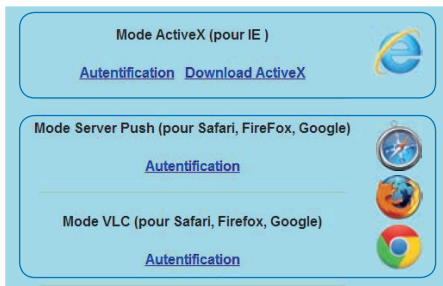 Mode ActiveX (pour IE )
Autentification Download ActiveX
Mode Server Push (pour Safari, FireFox, Google)
Autentification
Mode VLC (pour Safari, Firefox, Google)
Autentification